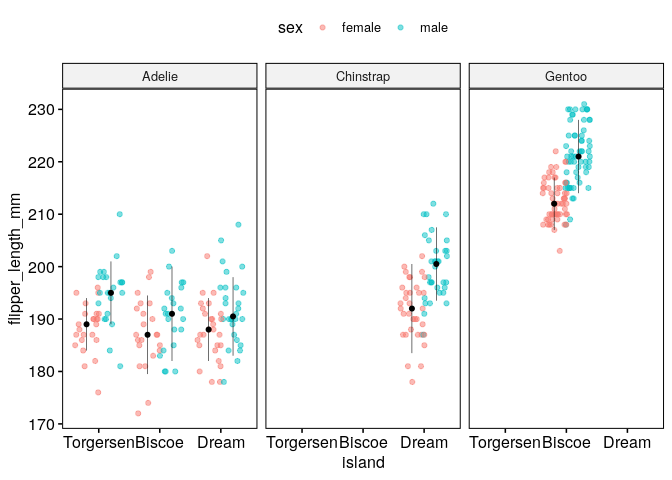 sex female male
Adelie Chinstrap Gentoo
230
220
210
200
190
180
170
flipper_length_mm
Torgersen Biscoe Dream Torgersen Biscoe Dream Torgersen Biscoe Dream
island